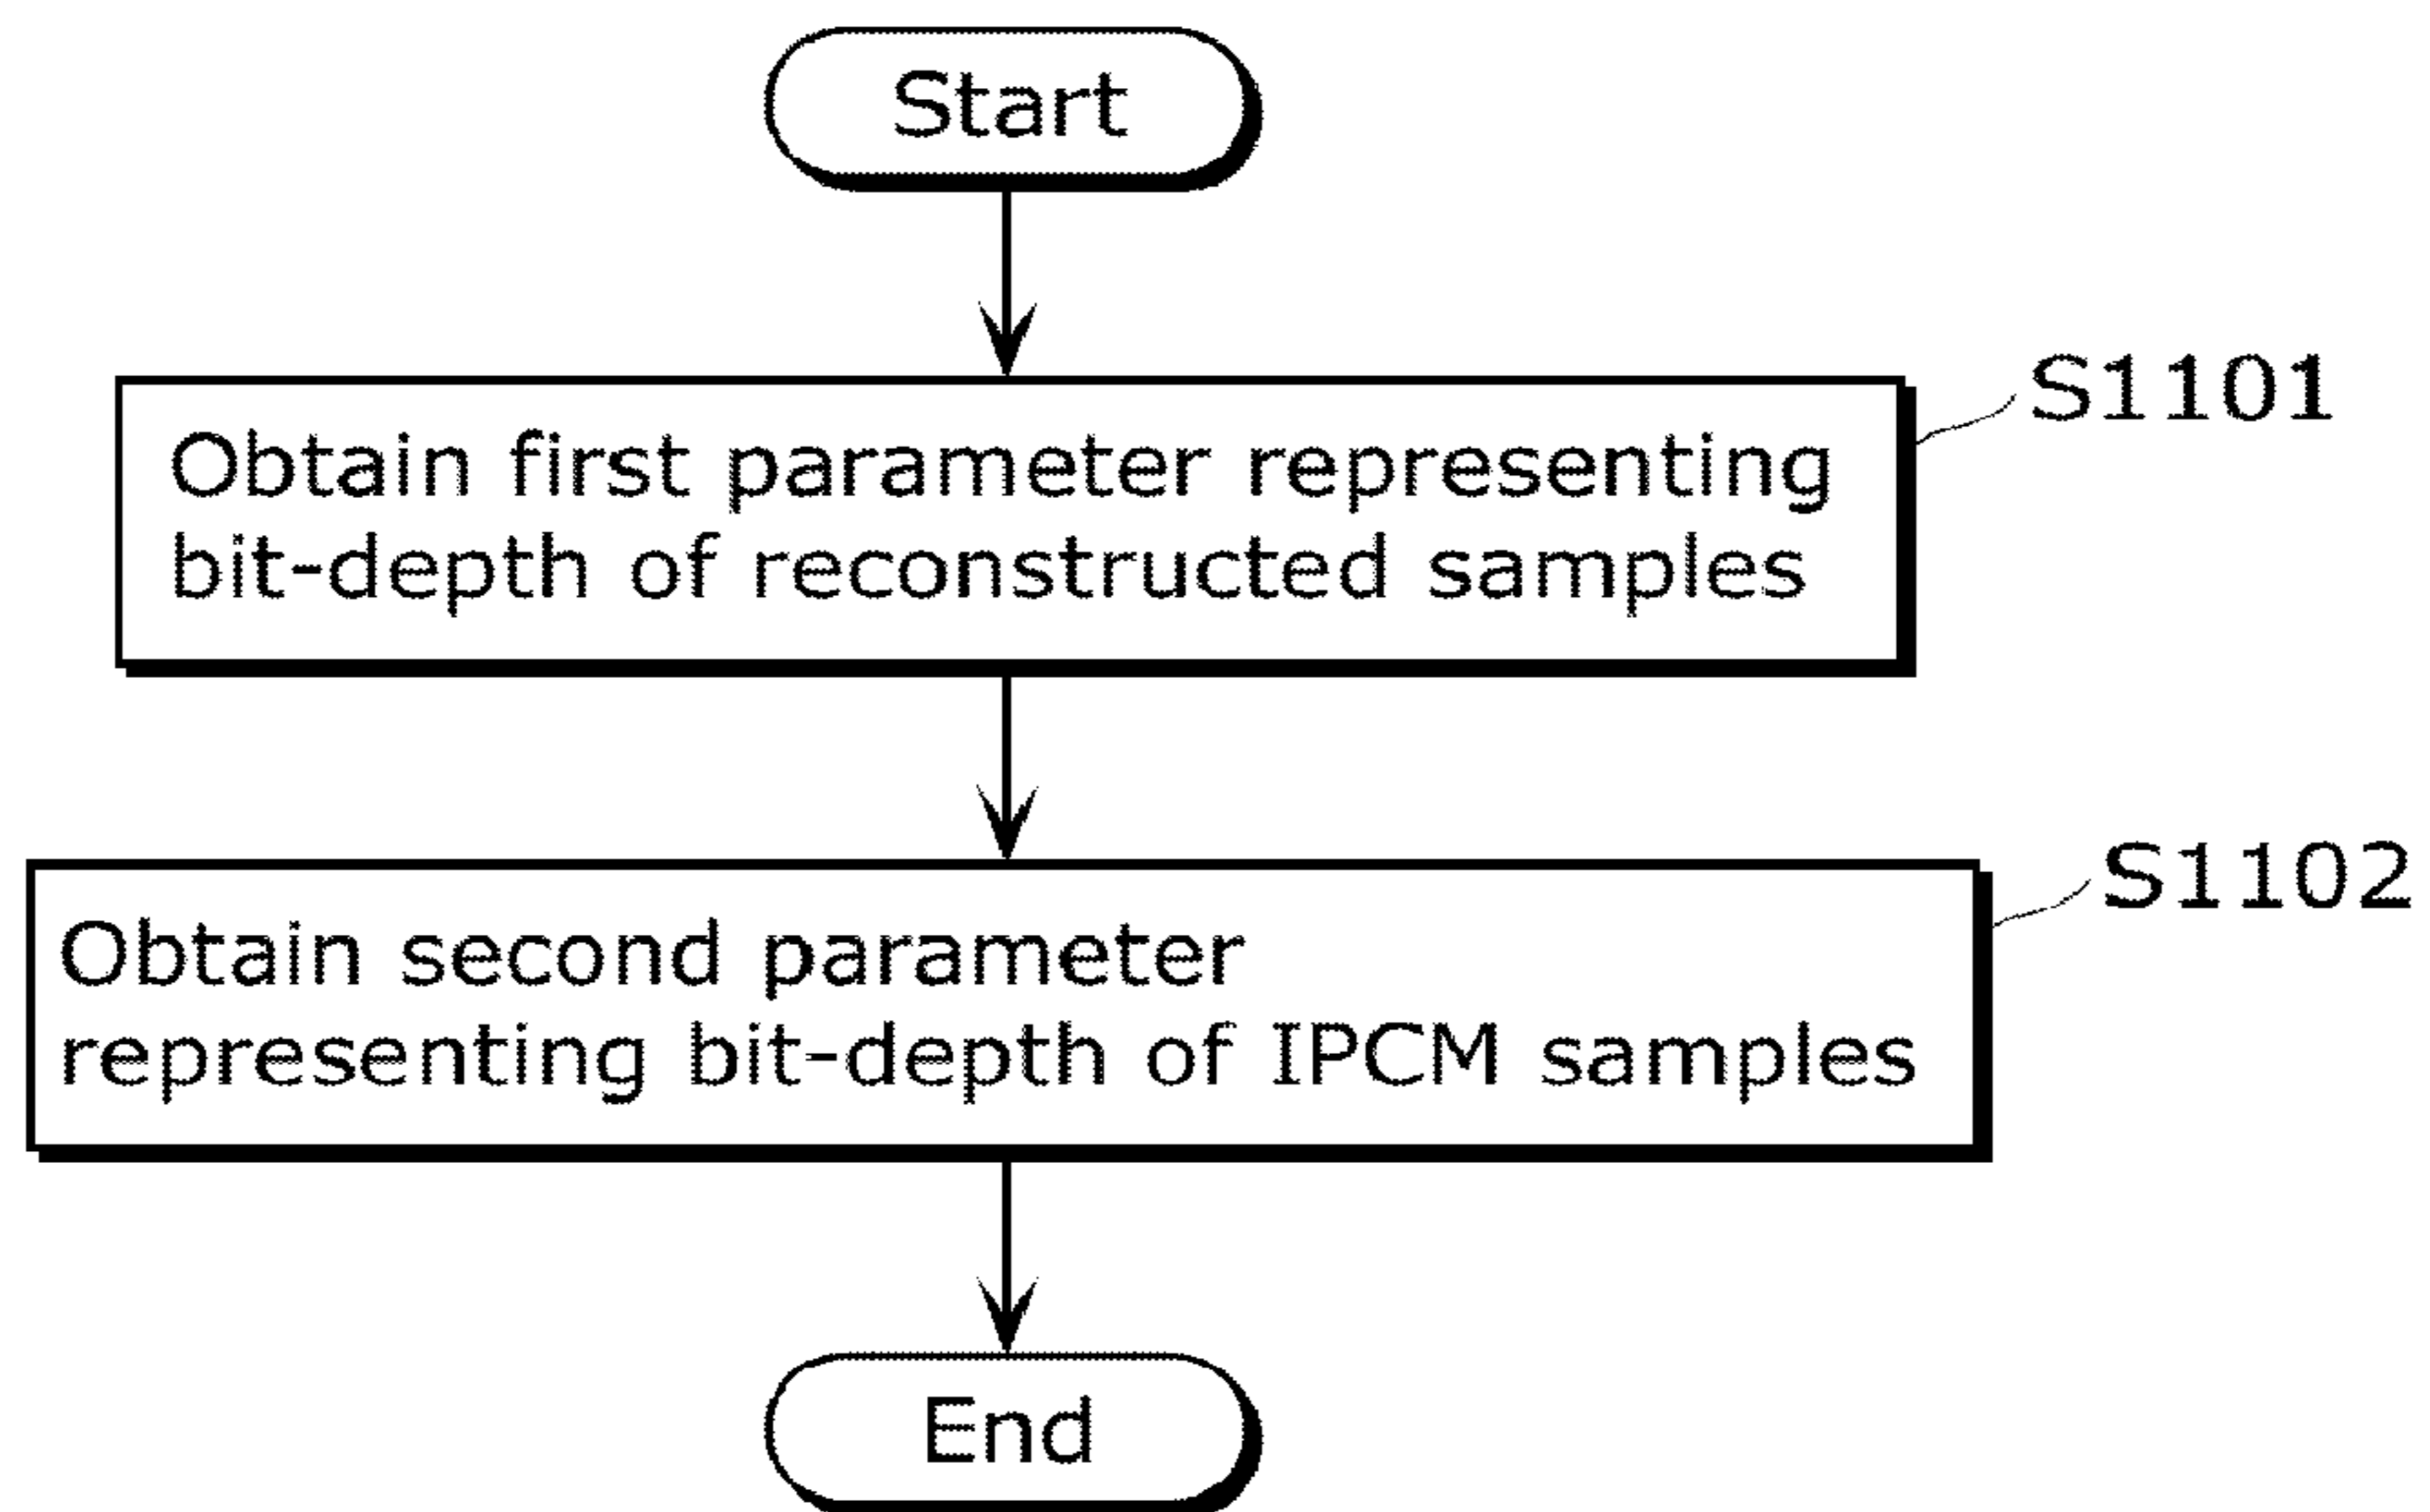 Start
S1101
Obtain first parameter representing
bit-depth of reconstructed samples
S1102
Obtain second parameter
representing bit-depth of IPCM samples
End